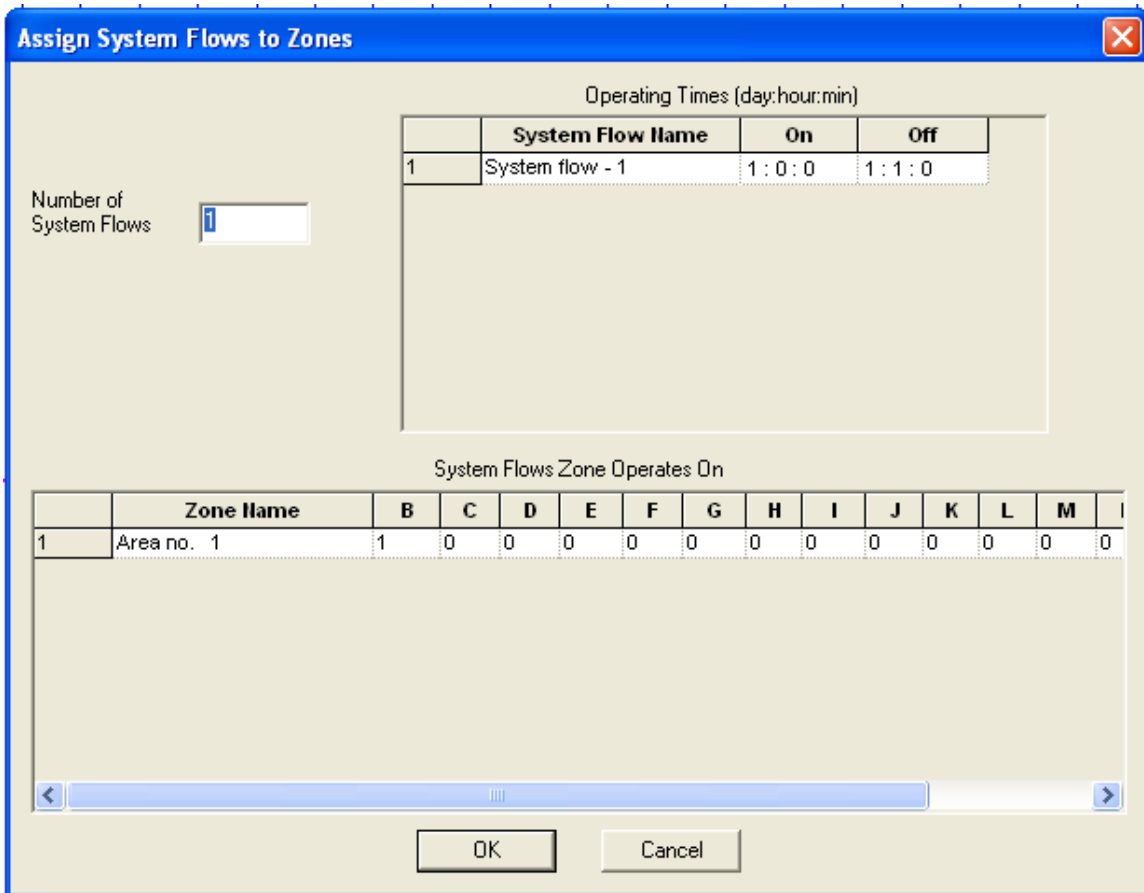 Assign System Flows to Zones
Operating Times (day:hour:min)
System Flow Name On Off
1 System flow - 1 1 : 0 : 0 1 : 1 : 0
Number of
System Flows 1
System Flows Zone Operates On
Zone Name B C D E F G H I J K L M
1 Area no. 1 1 0 0 0 0 0 0 0 0 0 0 0 0
OK Cancel